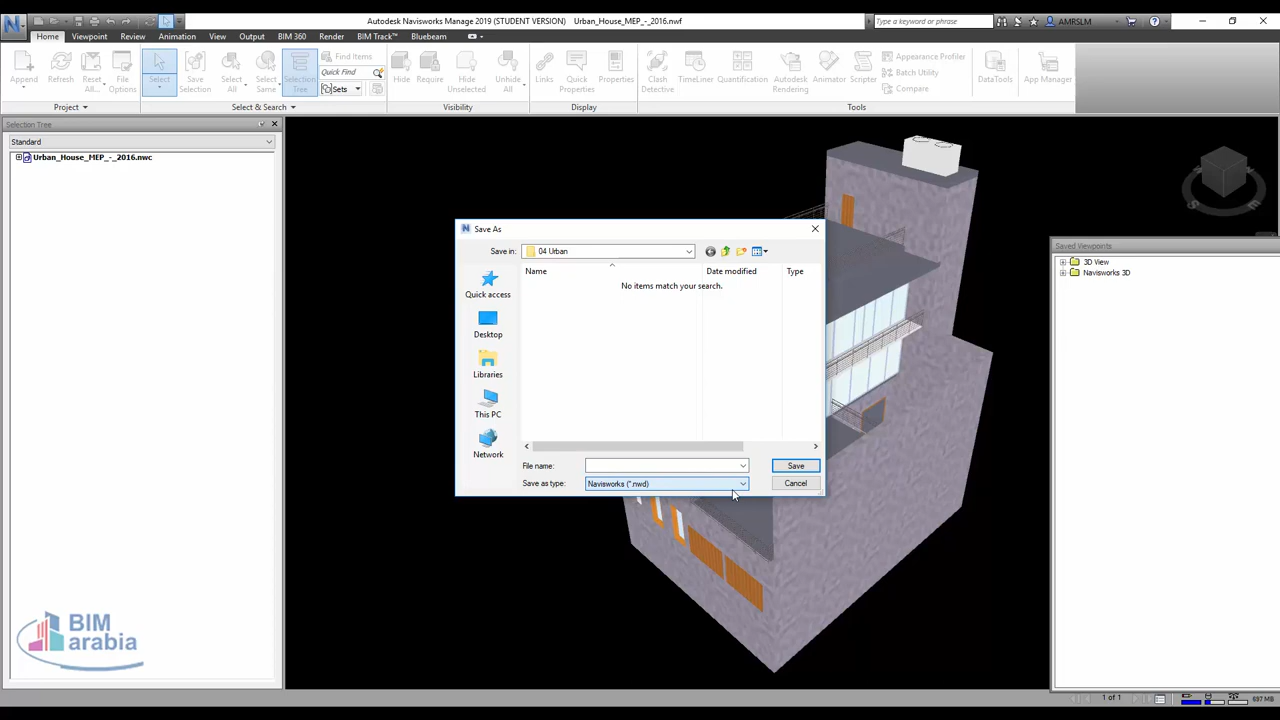 Autodesk Navisworks Manage 2019 (STUDENT VERSION) Urban_House_MEP_-_2016.nwf
Type a keyword or phrase
AMRSLM
Home Viewpoint Review Animation View Output BIM 360 Render BIM Track™ Bluebeam
Append
Refresh
Reset All...
File Options
Project
Select
Save Selection
Select All
Select Same
Selection Tree
Find Items
Quick Find
Sets
Select & Search
Hide
Require
Hide Unselected
Unhide All
Visibility
Links
Quick Properties
Properties
Display
Clash Detective
TimeLiner
Quantification
Autodesk Rendering
Animator
Scripter
Appearance Profiler
Batch Utility
Compare
DataTools
App Manager
Tools
Selection Tree
Standard
Urban_House_MEP_-_2016.nwc
Save As
Save in: 04 Urban
Name Date modified Type
No items match your search.
Quick access
Desktop
Libraries
This PC
Network
File name:
Save
Save as type: Navisworks (*.nwd)
Cancel
Saved Viewpoints
3D View
Navisworks 3D
BIM
arabia
1 of 1
697 MB